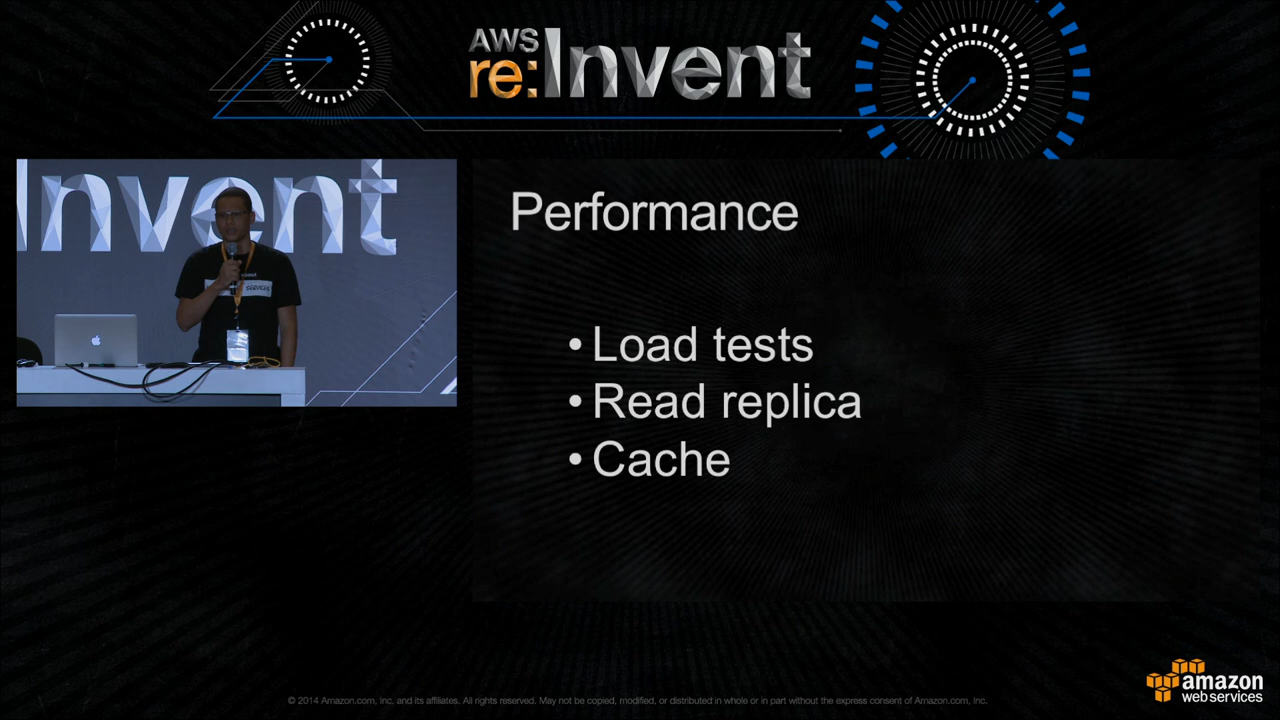 AWS
re:Invent
Invent
SERVICES
Performance
• Load tests
• Read replica
• Cache
© 2014 Amazon.com, Inc, and its affiliates. All rights reserved. May not be copied, modified, or distributed in whole or in part without the express consent of Amazon.com, Inc.
amazon
web services